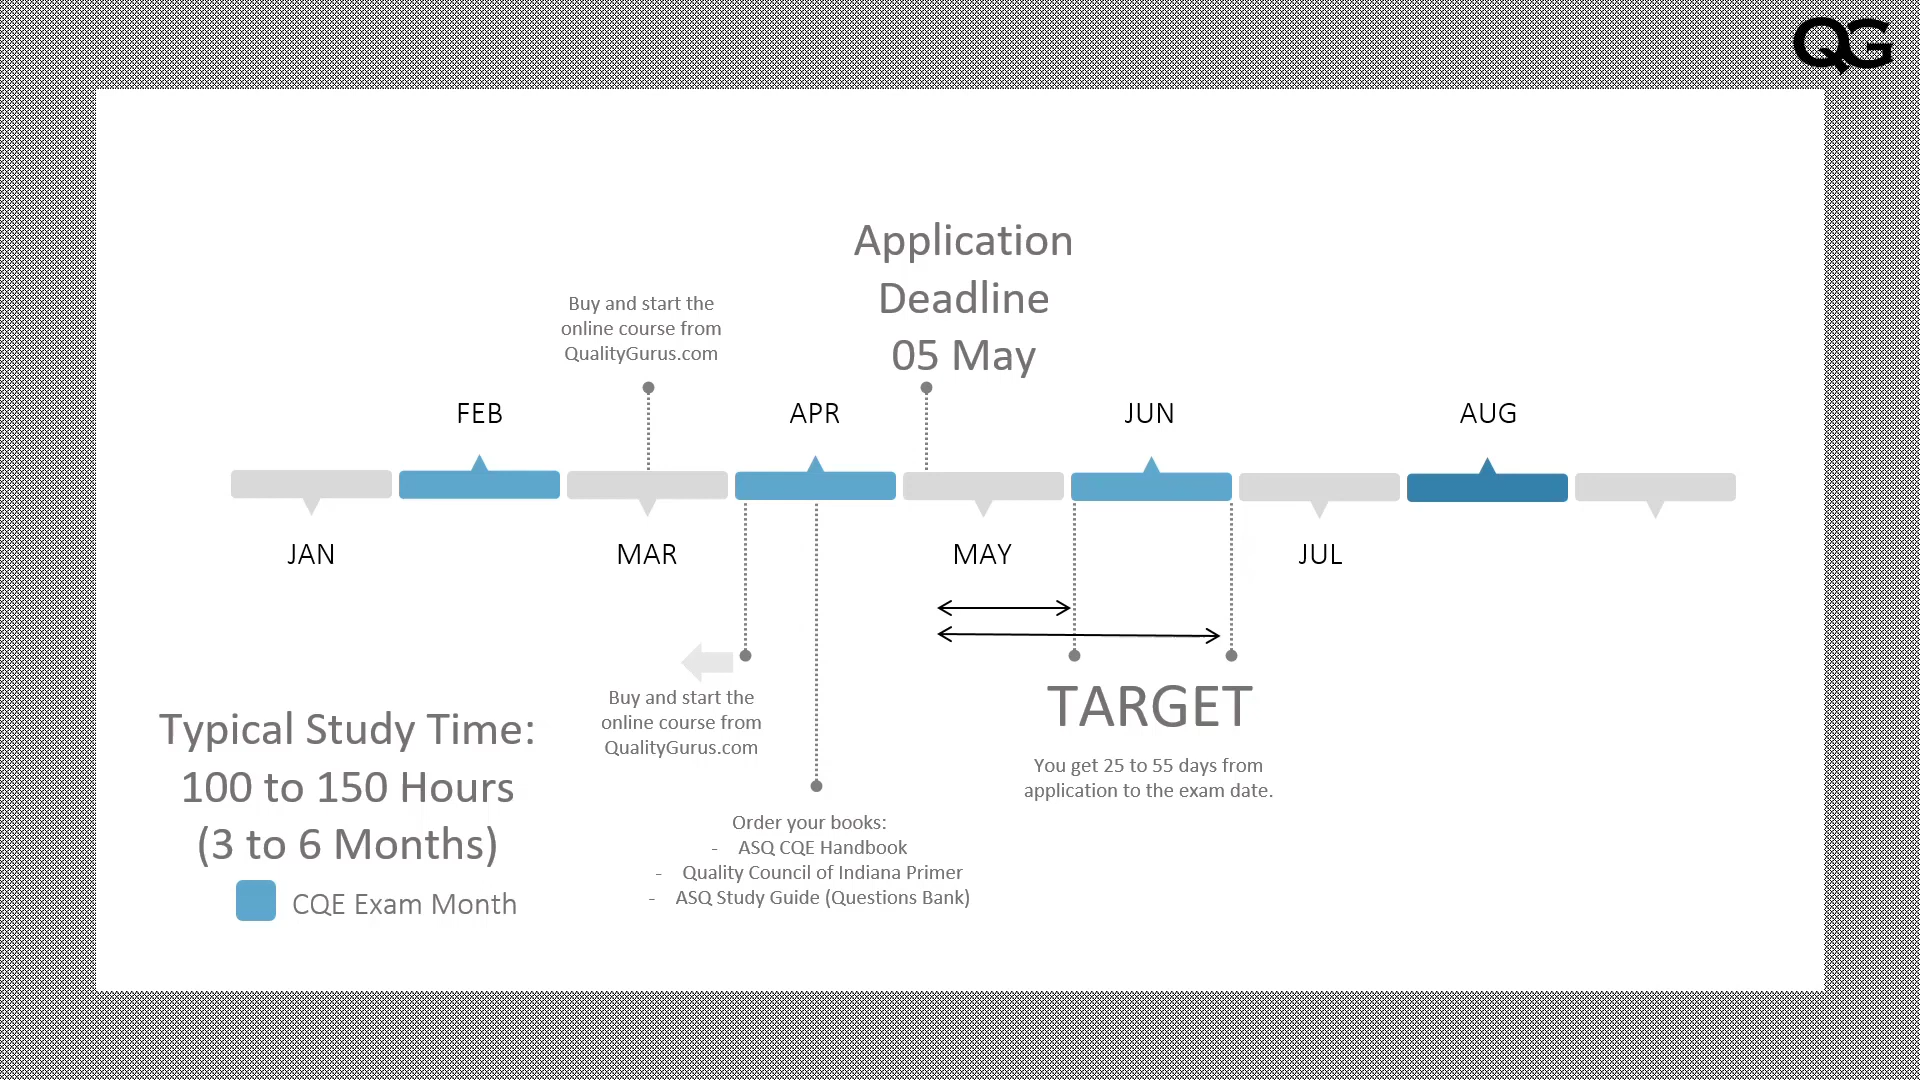 QG
Application
Deadline
05 May
Buy and start the
online course from
QualityGurus.com
FEB
APR
JUN
AUG
JAN
MAR
MAY
JUL
Buy and start the
online course from
QualityGurus.com
TARGET
You get 25 to 55 days from
application to the exam date.
Typical Study Time:
100 to 150 Hours
(3 to 6 Months)
CQE Exam Month
Order your books:
- ASQ CQE Handbook
- Quality Council of Indiana Primer
- ASQ Study Guide (Questions Bank)